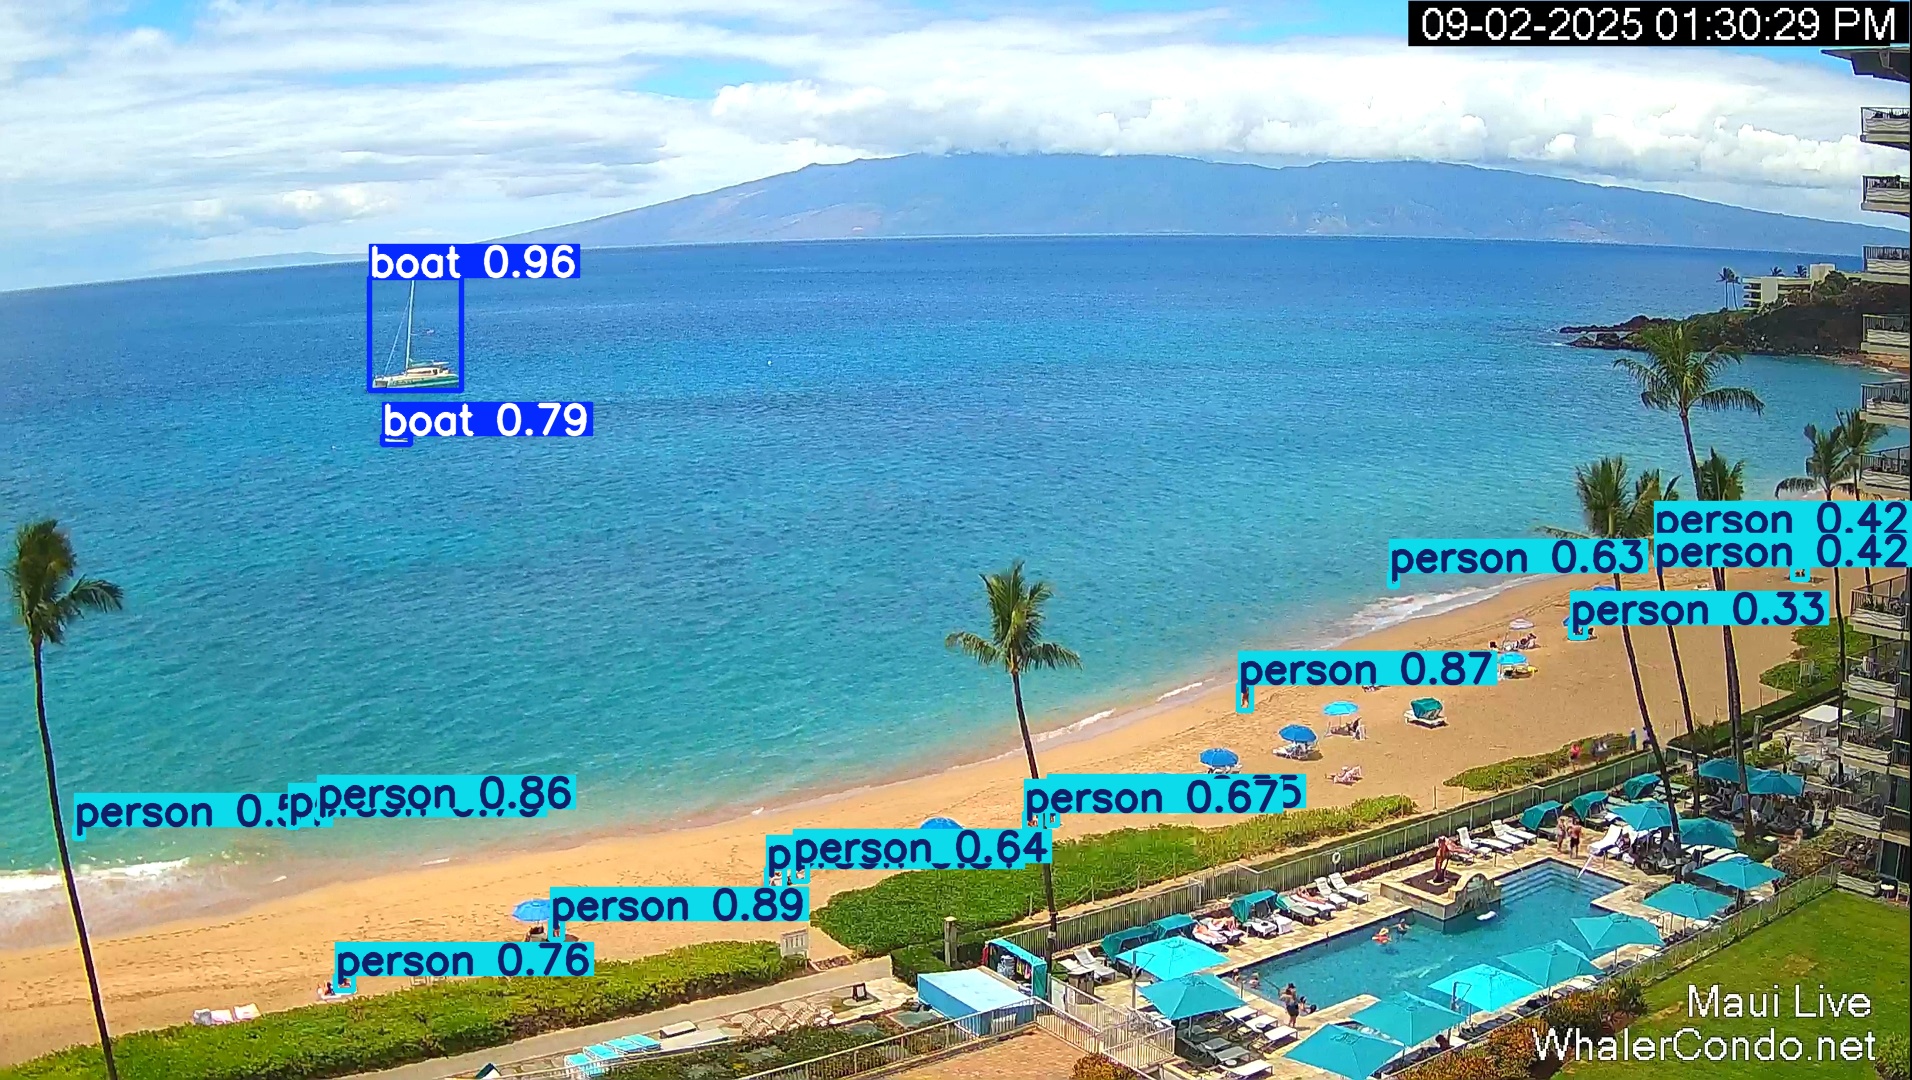 09-02-2025 01:30:29 PM
boat 0.96
boat 0.79
person 0.42
person 0.63
person 0.42
person 0.33
person 0.87
person 0.86
person
person 0.67
person 0.64
person 0.89
person 0.76
Maui Live
WhalerCondo.net